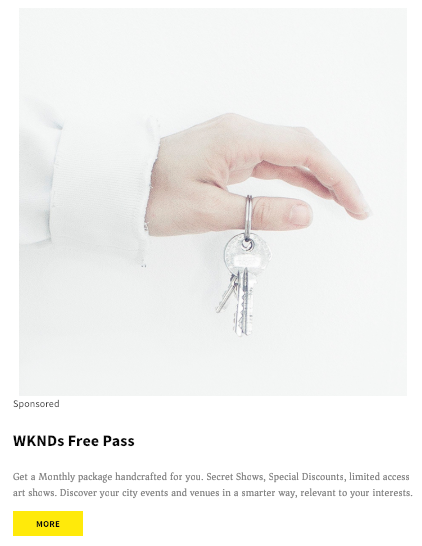 Sponsored
WKNDs Free Pass
Get a Monthly package handcrafted for you. Secret Shows, Special Discounts, limited access
art shows. Discover your city events and venues in a smarter way, relevant to your interests.
MORE